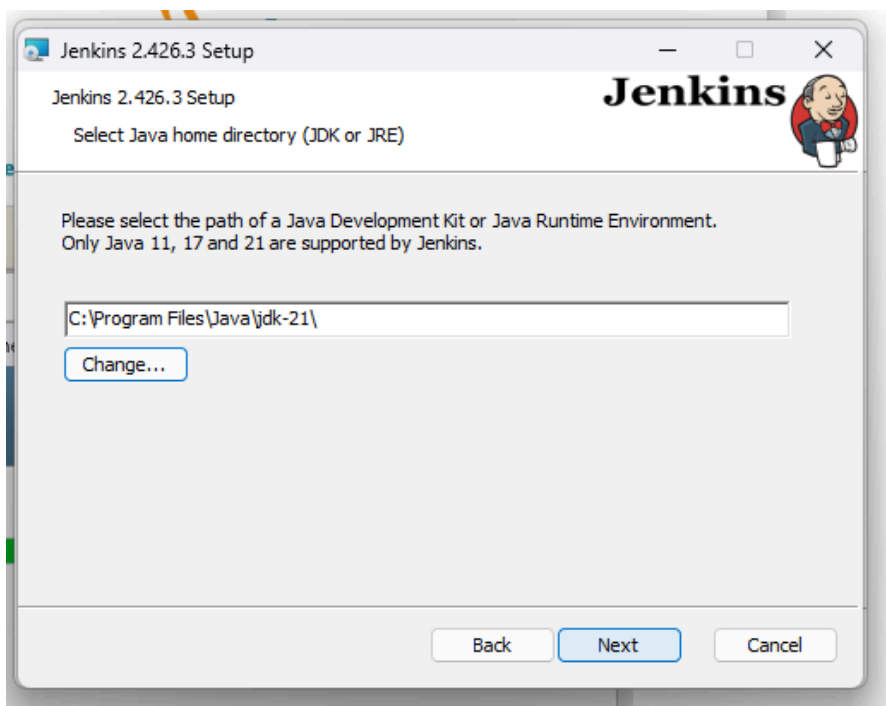 Jenkins 2.426.3 Setup
Jenkins 2.426.3 Setup
Jenkins
Select Java home directory (JDK or JRE)
Please select the path of a Java Development Kit or Java Runtime Environment.
Only Java 11, 17 and 21 are supported by Jenkins.
C:\Program Files\Java\jdk-21\
Change...
Back Next Cancel